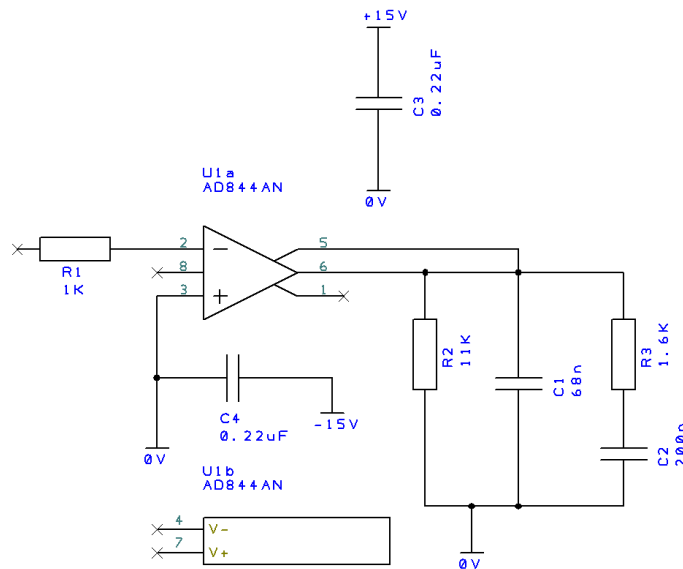 +15V
C3
0.22uF
0V
U1a
AD844AN
2
8
3
5
6
1
R1
1K
R2
11K
C1
68n
R3
1.6K
C2
200n
C4
0.22uF
-15V
0V
U1b
AD844AN
4
V-
7
V+
0V